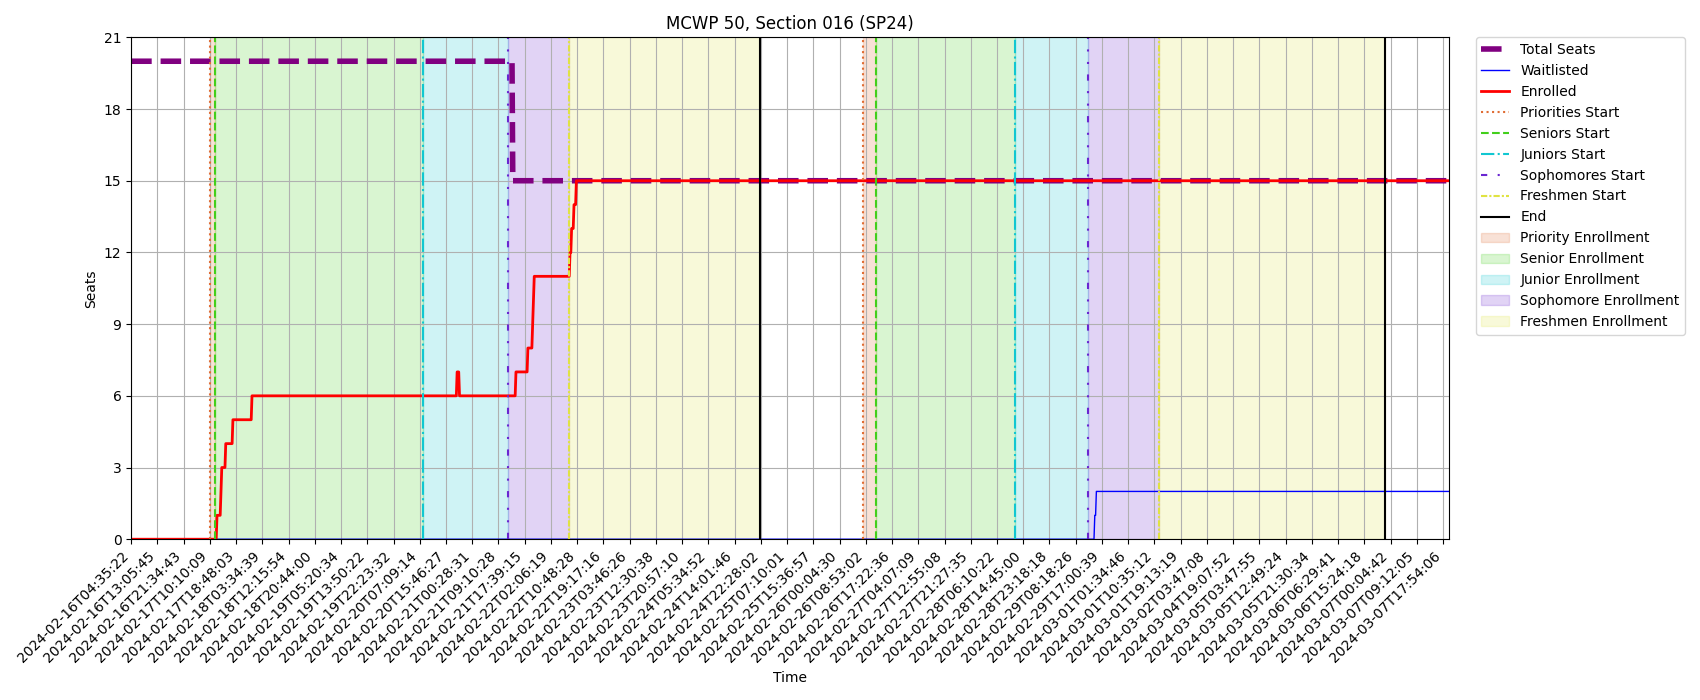 MCWP 50, Section 016 (SP24)
21
18
15
12
9
6
3
0
Seats
2024-02-16T04:35:22
2024-02-16T13:05:45
2024-02-16T21:34:43
2024-02-17T10:10:09
2024-02-17T18:48:03
2024-02-18T03:34:39
2024-02-18T12:15:54
2024-02-18T20:44:00
2024-02-19T05:20:34
2024-02-19T13:50:22
2024-02-19T22:23:32
2024-02-20T07:09:14
2024-02-20T15:46:27
2024-02-21T00:28:31
2024-02-21T09:10:28
2024-02-21T17:39:15
2024-02-22T02:06:19
2024-02-22T10:48:28
2024-02-22T19:17:16
2024-02-23T03:46:26
2024-02-23T12:30:38
2024-02-23T20:57:10
2024-02-24T05:34:52
2024-02-24T14:01:46
2024-02-24T22:28:02
2024-02-25T07:10:01
2024-02-25T15:36:57
2024-02-26T00:04:30
2024-02-26T08:53:02
2024-02-26T17:22:36
2024-02-27T04:07:09
2024-02-27T12:55:08
2024-02-27T21:27:35
2024-02-28T06:10:22
2024-02-28T14:45:00
2024-02-28T23:18:18
2024-02-29T08:18:26
2024-02-29T17:00:39
2024-03-01T01:34:46
2024-03-01T10:35:12
2024-03-01T19:13:19
2024-03-02T03:47:08
2024-03-04T19:07:52
2024-03-05T03:47:55
2024-03-05T12:49:24
2024-03-05T21:30:34
2024-03-06T06:29:41
2024-03-06T15:24:18
2024-03-07T00:04:42
2024-03-07T09:12:05
2024-03-07T17:54:06
Time
Total Seats
Waitlisted
Enrolled
Priorities Start
Seniors Start
Juniors Start
Sophomores Start
Freshmen Start
End
Priority Enrollment
Senior Enrollment
Junior Enrollment
Sophomore Enrollment
Freshmen Enrollment